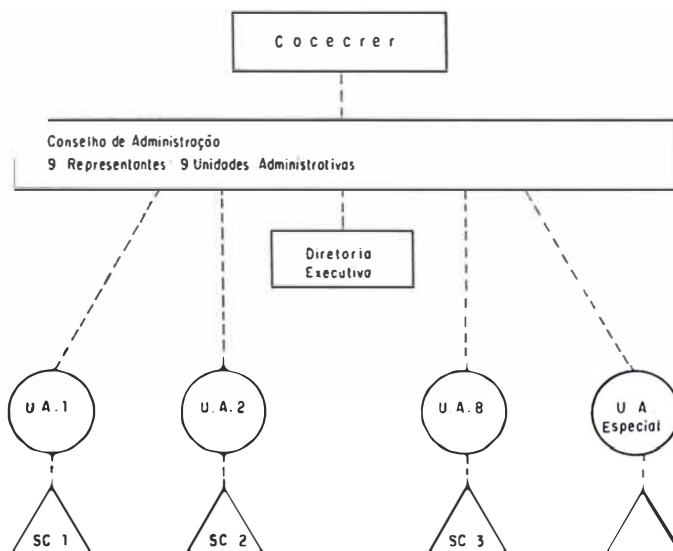 Cocecrer
Conselho de Administração
9 Representantes 9 Unidades Administrativas
Diretoria
Executiva
U A.1
U.A.2
U.A.8
U A.
Especial
SC 1
SC 2
SC 3